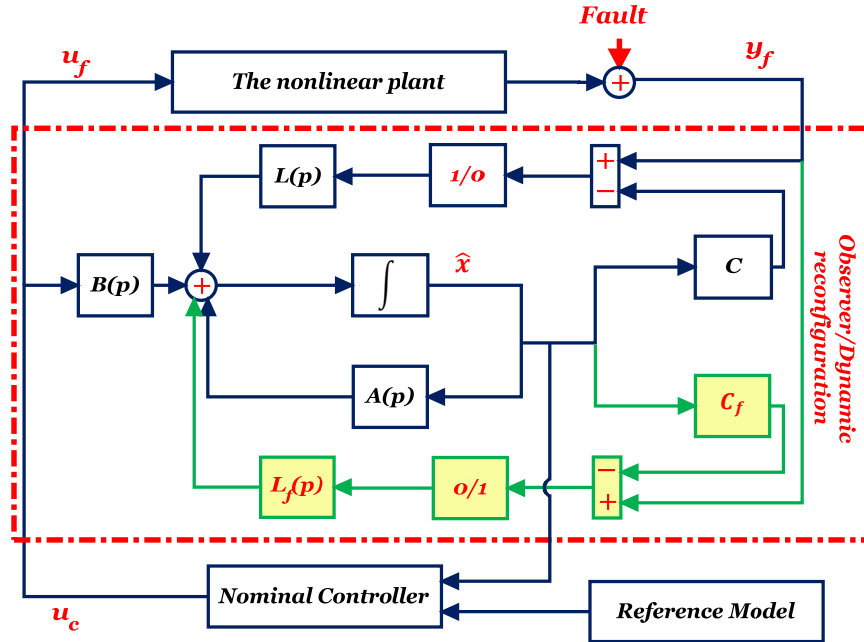 Fault
u_f
y_f
The nonlinear plant
+
L(p)
1/0
+
−
B(p)
+
∫
x̂
C
A(p)
C_f
L_f(p)
0/1
−
+
Observer/Dynamic
reconfiguration
Nominal Controller
Reference Model
u_c